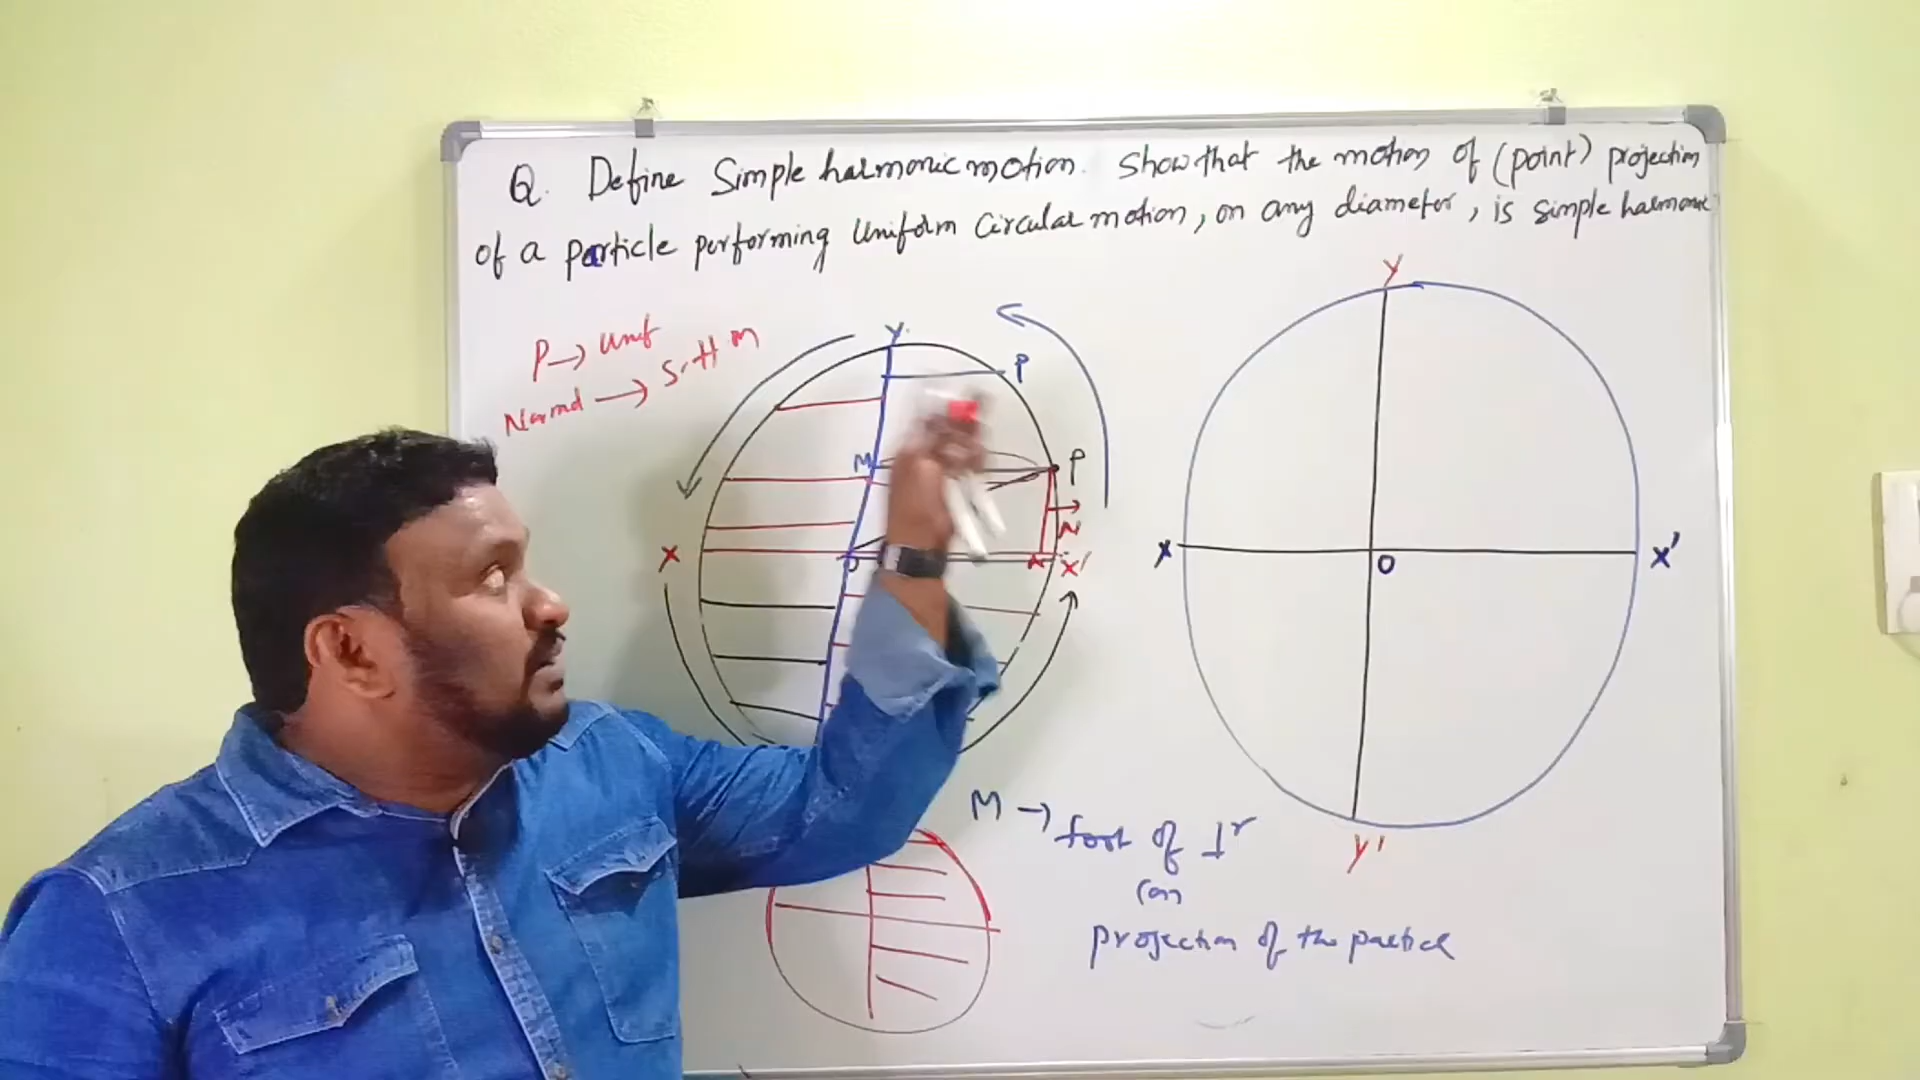 Q. Define Simple harmonic motion. Show that the motion of (point) projection
of a particle performing Uniform Circular motion, on any diameter, is simple harmonic
P → Unif
Normal → S.H M
Y
P
M
P
N
X
O
X'
Y
X
O
X'
Y'
M → foot of ⊥r
(or)
projection of the particle